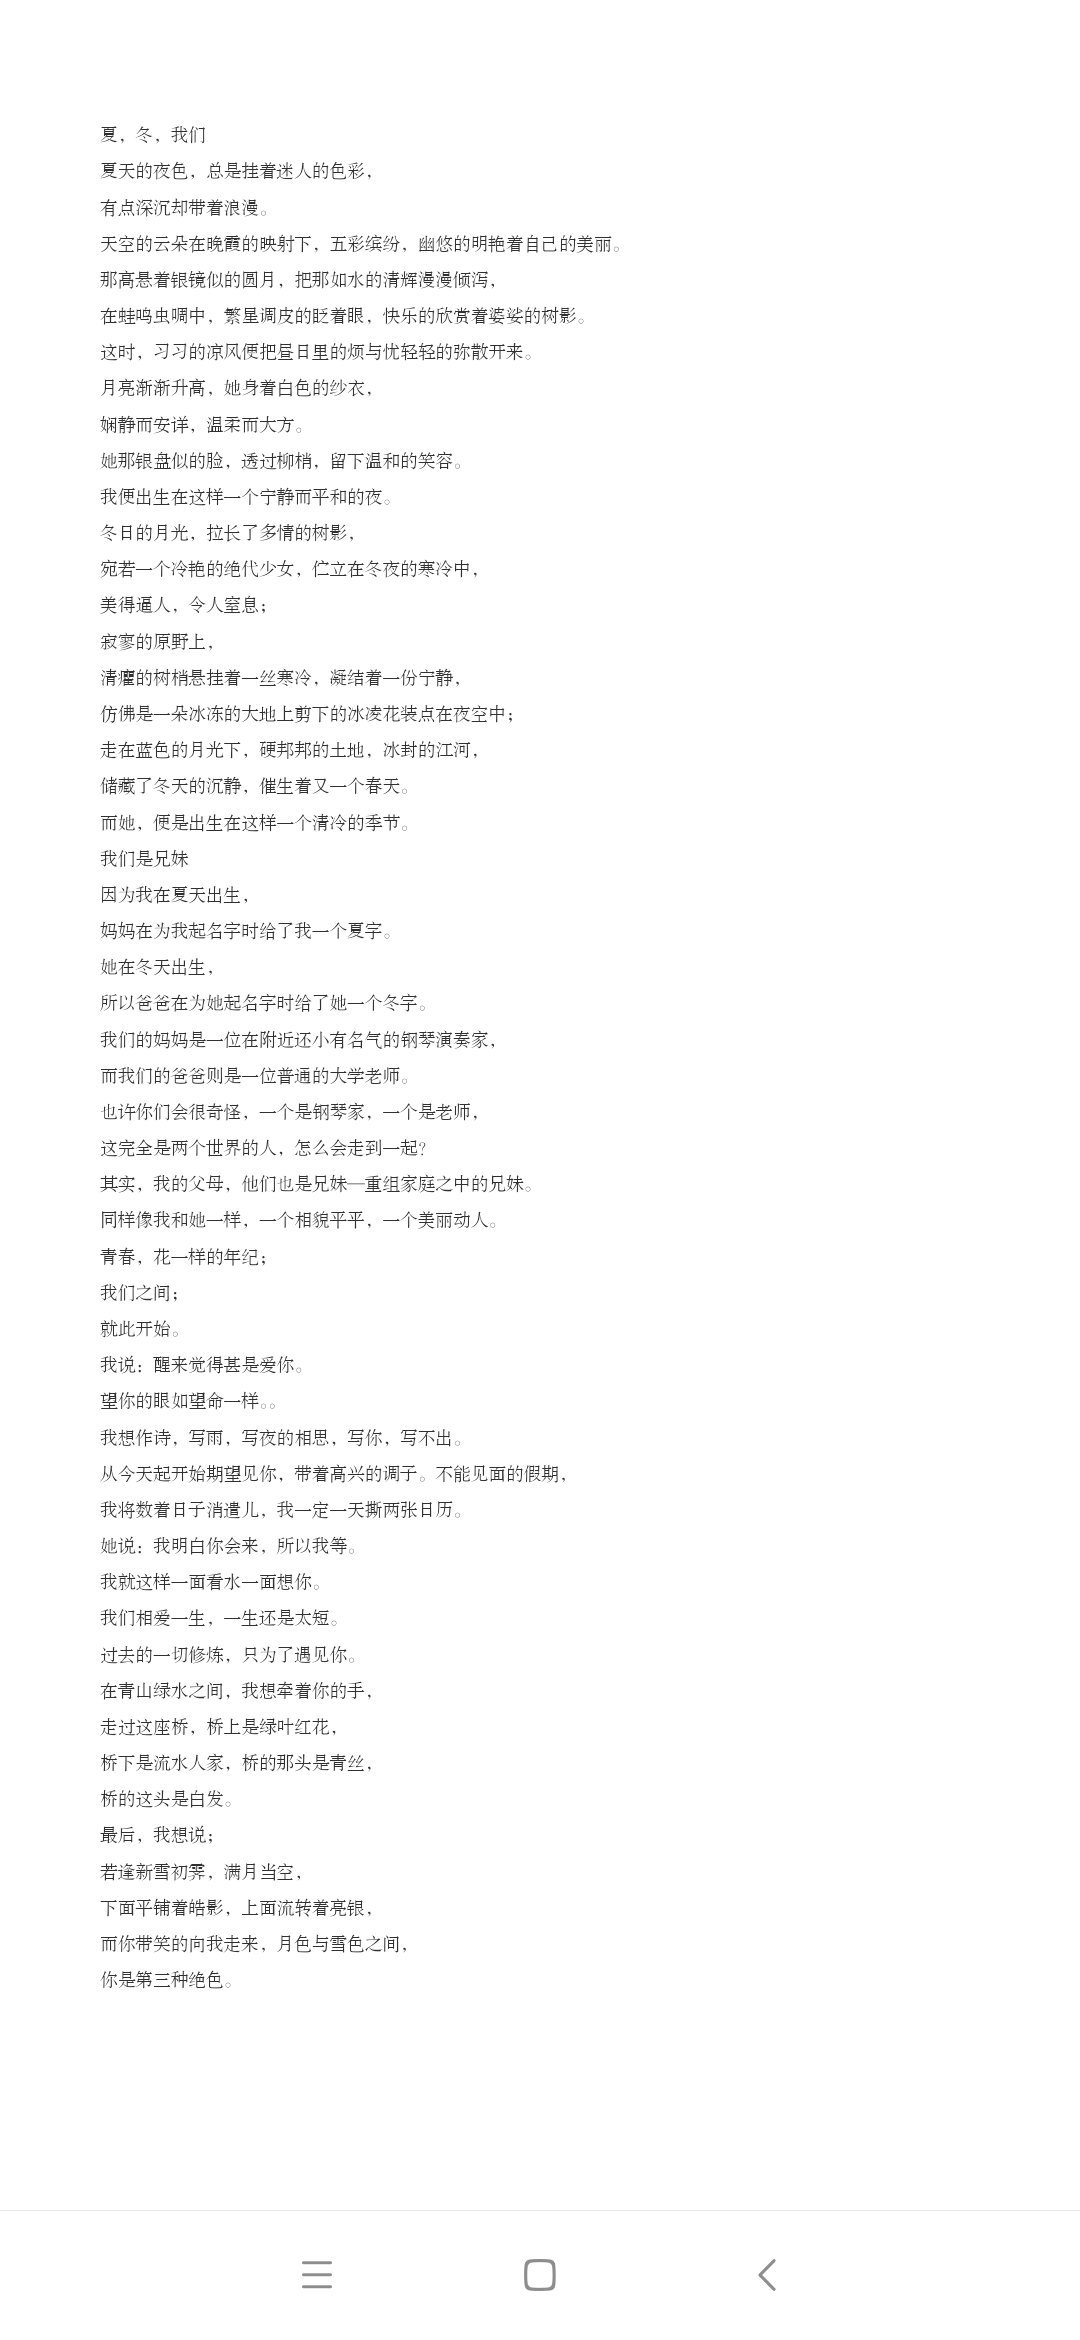 夏，冬，我们
夏天的夜色，总是挂着迷人的色彩，
有点深沉却带着浪漫。
天空的云朵在晚霞的映射下，五彩缤纷，幽悠的明艳着自己的美丽。
那高悬着银镜似的圆月，把那如水的清辉漫漫倾泻，
在蛙鸣虫啁中，繁星调皮的眨着眼，快乐的欣赏着婆娑的树影。
这时，习习的凉风便把昼日里的烦与忧轻轻的弥散开来。
月亮渐渐升高，她身着白色的纱衣，
娴静而安详，温柔而大方。
她那银盘似的脸，透过柳梢，留下温和的笑容。
我便出生在这样一个宁静而平和的夜。
冬日的月光，拉长了多情的树影，
宛若一个冷艳的绝代少女，伫立在冬夜的寒冷中，
美得逼人，令人窒息；
寂寥的原野上，
清癯的树梢悬挂着一丝寒冷，凝结着一份宁静，
仿佛是一朵冰冻的大地上剪下的冰凌花装点在夜空中；
走在蓝色的月光下，硬邦邦的土地，冰封的江河，
储藏了冬天的沉静，催生着又一个春天。
而她，便是出生在这样一个清冷的季节。
我们是兄妹
因为我在夏天出生，
妈妈在为我起名字时给了我一个夏字。
她在冬天出生，
所以爸爸在为她起名字时给了她一个冬字。
我们的妈妈是一位在附近还小有名气的钢琴演奏家，
而我们的爸爸则是一位普通的大学老师。
也许你们会很奇怪，一个是钢琴家，一个是老师，
这完全是两个世界的人，怎么会走到一起？
其实，我的父母，他们也是兄妹—重组家庭之中的兄妹。
同样像我和她一样，一个相貌平平，一个美丽动人。
青春，花一样的年纪；
我们之间；
就此开始。
我说：醒来觉得甚是爱你。
望你的眼如望命一样。。
我想作诗，写雨，写夜的相思，写你，写不出。
从今天起开始期望见你，带着高兴的调子。不能见面的假期，
我将数着日子消遣儿，我一定一天撕两张日历。
她说：我明白你会来，所以我等。
我就这样一面看水一面想你。
我们相爱一生，一生还是太短。
过去的一切修炼，只为了遇见你。
在青山绿水之间，我想牵着你的手，
走过这座桥，桥上是绿叶红花，
桥下是流水人家，桥的那头是青丝，
桥的这头是白发。
最后，我想说；
若逢新雪初霁，满月当空，
下面平铺着皓影，上面流转着亮银，
而你带笑的向我走来，月色与雪色之间，
你是第三种绝色。